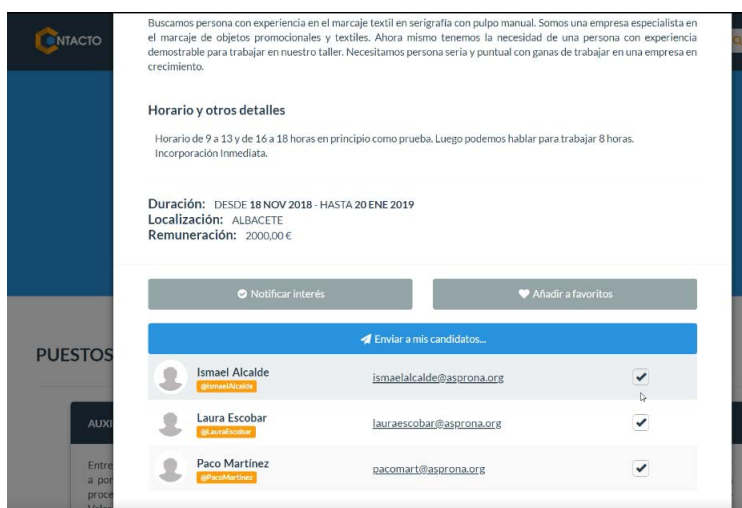 Buscamos persona con experiencia en el marcaje textil en serigrafía con pulpo manual. Somos una empresa especialista en
el marcaje de objetos promocionales y textiles. Ahora mismo tenemos la necesidad de una persona con experiencia
demostrable para trabajar en nuestro taller. Necesitamos persona seria y puntual con ganas de trabajar en una empresa en
crecimiento.
NTACTO
Horario y otros detalles
Horario de 9 a 13 y de 16 a 18 horas en principio como prueba. Luego podemos hablar para trabajar 8 horas.
Incorporación Inmediata.
Duración: DESDE 18 NOV 2018 - HASTA 20 ENE 2019
Localización: ALBACETE
Remuneración: 2000,00 €
Notificar interés
Añadir a favoritos
Enviar a mis candidatos...
PUESTOS
Ismael Alcalde
@IsmaelAlcalde
ismaelalcalde@asprona.org
Laura Escobar
@LauraEscobar
lauraescobar@asprona.org
Paco Martínez
@PacoMartinez
pacomart@asprona.org
AUXI
Entre
a por
proce